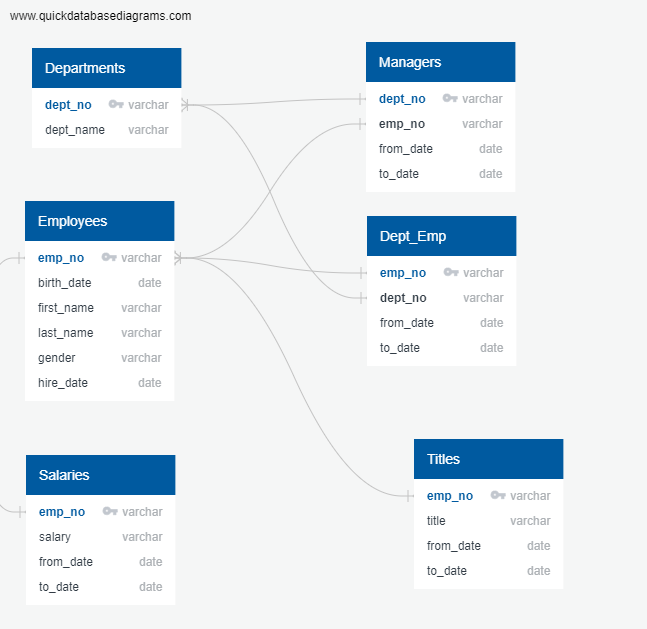 www.quickdatabasediagrams.com
Departments
dept_no varchar
dept_name varchar
Managers
dept_no varchar
emp_no varchar
from_date date
to_date date
Employees
emp_no varchar
birth_date date
first_name varchar
last_name varchar
gender varchar
hire_date date
Dept_Emp
emp_no varchar
dept_no varchar
from_date date
to_date date
Salaries
emp_no varchar
salary varchar
from_date date
to_date date
Titles
emp_no varchar
title varchar
from_date date
to_date date